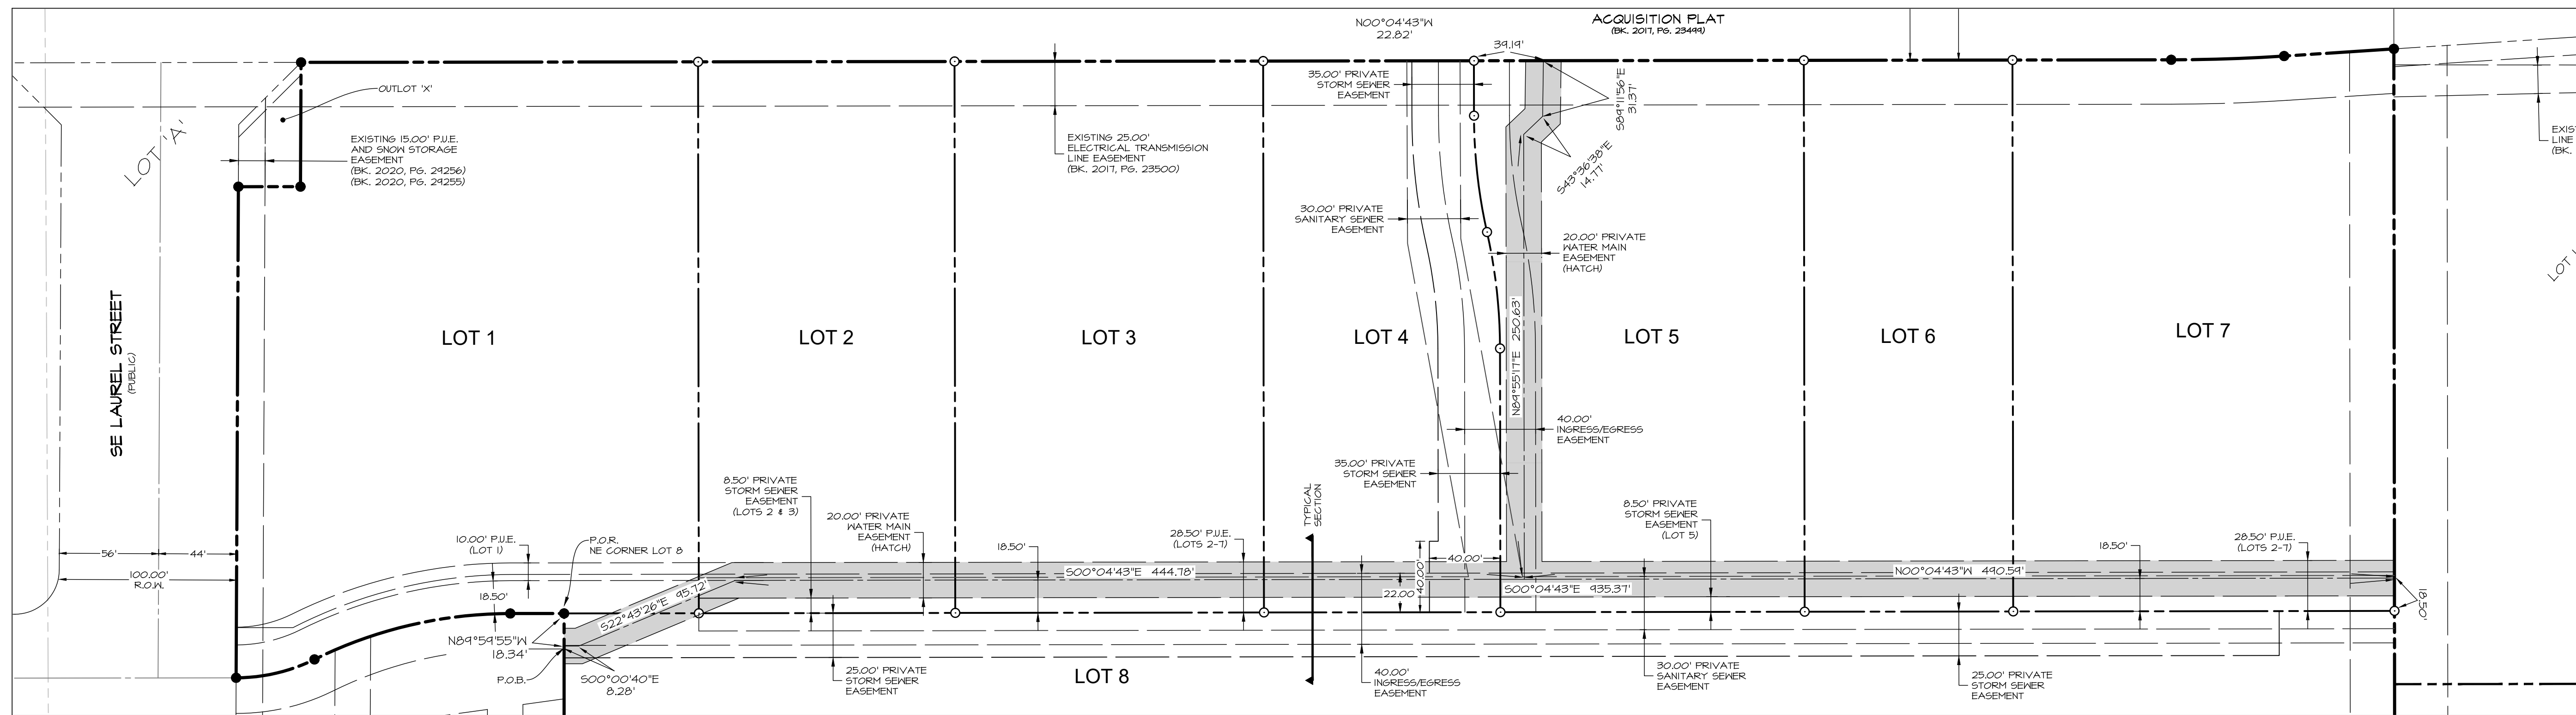 N00°04'43"W
22.82'
ACQUISITION PLAT
(BK. 2017, PG. 23499)
39.19'
35.00' PRIVATE
STORM SEWER
EASEMENT
S89°11'56"E
31.37'
OUTLOT 'X'
LOT 'A'
EXISTING 15.00' P.U.E.
AND SNOW STORAGE
EASEMENT
(BK. 2020, PG. 29256)
(BK. 2020, PG. 29255)
EXISTING 25.00'
ELECTRICAL TRANSMISSION
LINE EASEMENT
(BK. 2017, PG. 23500)
S43°36'38"E
14.77'
LINE
(BK.
30.00' PRIVATE
SANITARY SEWER
EASEMENT
20.00' PRIVATE
WATER MAIN
EASEMENT
(HATCH)
LOT
SE LAUREL STREET
(PUBLIC)
LOT 1
LOT 2
LOT 3
LOT 4
N89°55'17"E 250.63'
LOT 5
LOT 6
LOT 7
40.00'
INGRESS/EGRESS
EASEMENT
35.00' PRIVATE
STORM SEWER
EASEMENT
8.50' PRIVATE
STORM SEWER
EASEMENT
(LOTS 2 & 3)
20.00' PRIVATE
WATER MAIN
EASEMENT
(HATCH)
TYPICAL
SECTION
8.50' PRIVATE
STORM SEWER
EASEMENT
(LOT 5)
56'
44'
100.00'
R.O.W.
10.00' P.U.E.
(LOT 1)
P.O.R.
NE CORNER LOT 8
18.50'
28.50' P.U.E.
(LOTS 2-7)
18.50'
28.50' P.U.E.
(LOTS 2-7)
40.00'
S00°04'43"E 444.78'
N00°04'43"W 490.59'
40.00'
22.00
S00°04'43"E 935.37'
18.50'
S22°43'26"E 95.72'
18.50'
N89°59'55"W
18.34'
P.O.B.
S00°00'40"E
8.28'
25.00' PRIVATE
STORM SEWER
EASEMENT
LOT 8
40.00'
INGRESS/EGRESS
EASEMENT
30.00' PRIVATE
SANITARY SEWER
EASEMENT
25.00' PRIVATE
STORM SEWER
EASEMENT